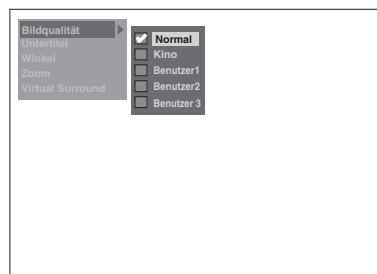 Bildqualität
Untertitel
Winkel
Zoom
Virtual Surround
Normal
Kino
Benutzer1
Benutzer2
Benutzer 3